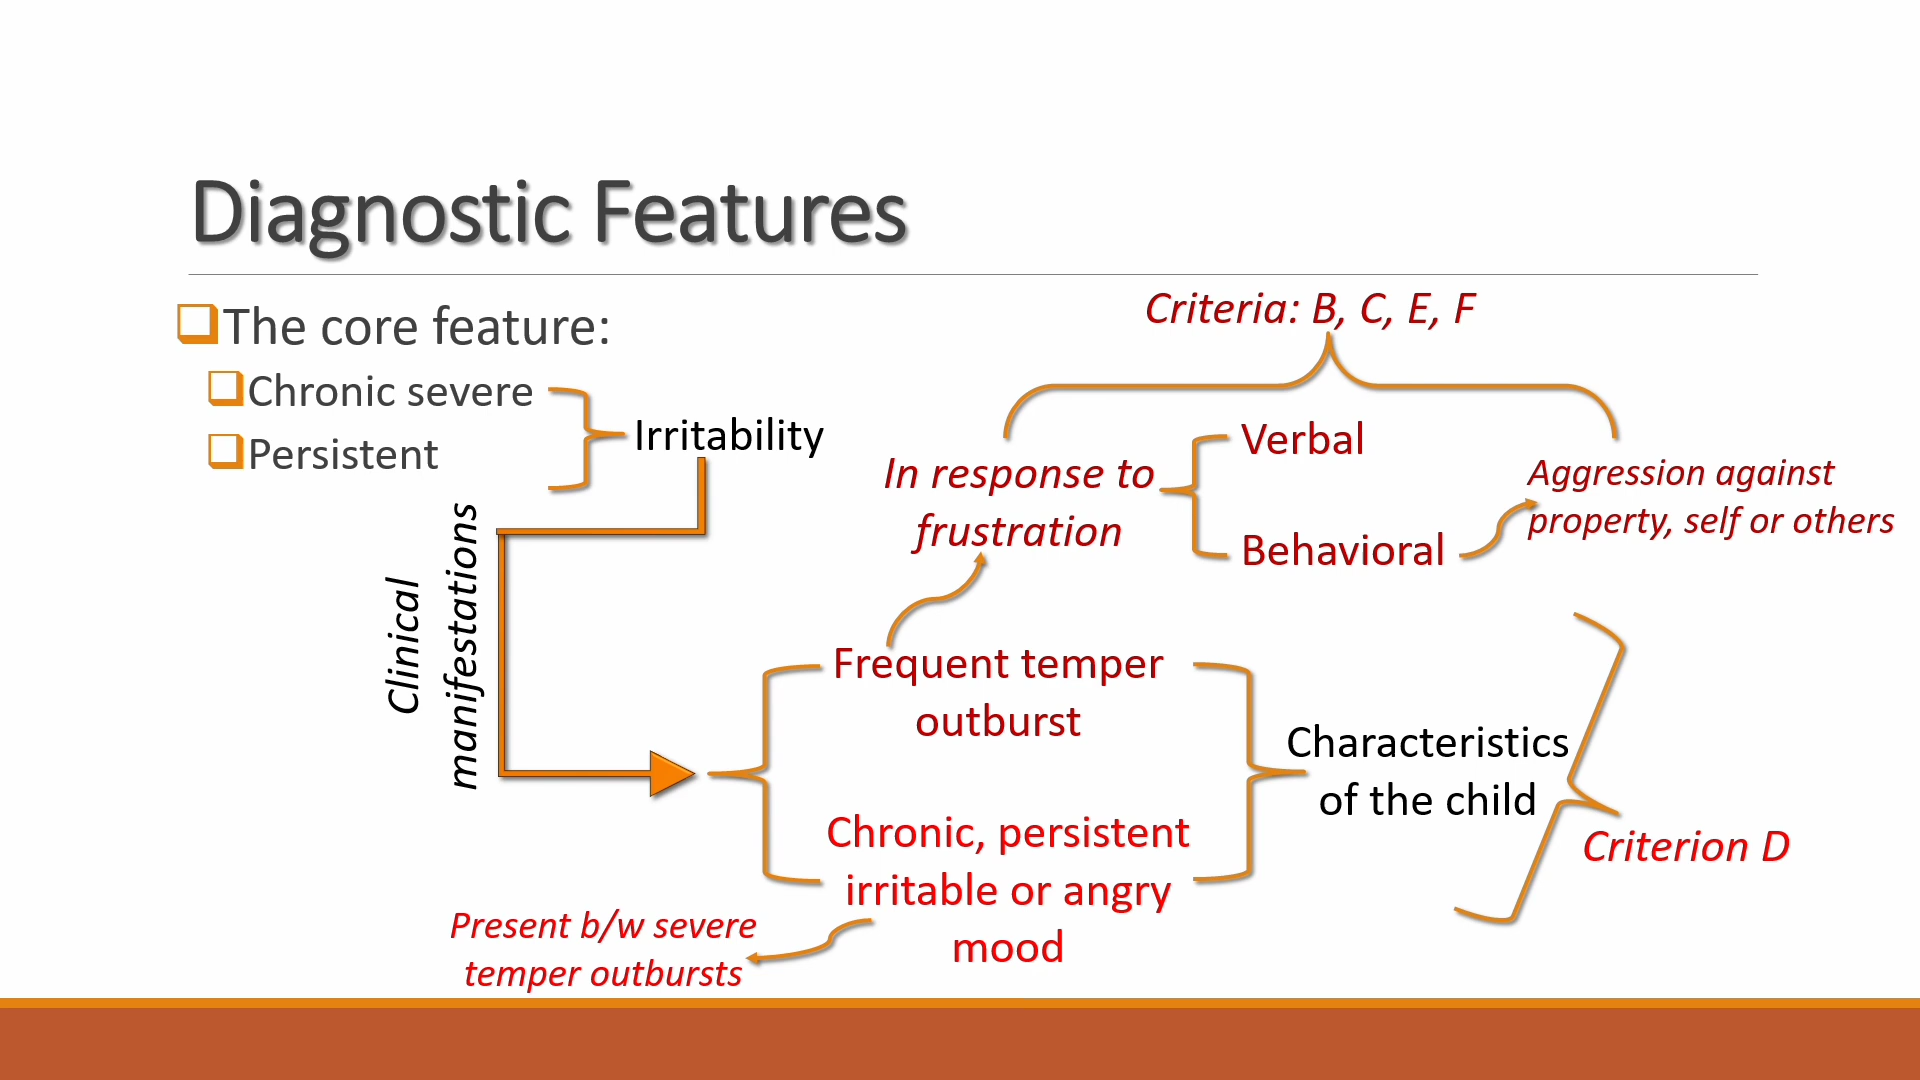 Diagnostic Features
The core feature:
Chronic severe
Persistent
Irritability
Clinical
manifestations
Criteria: B, C, E, F
In response to
frustration
Verbal
Behavioral
Aggression against
property, self or others
Frequent temper
outburst
Chronic, persistent
irritable or angry
mood
Present b/w severe
temper outbursts
Characteristics
of the child
Criterion D